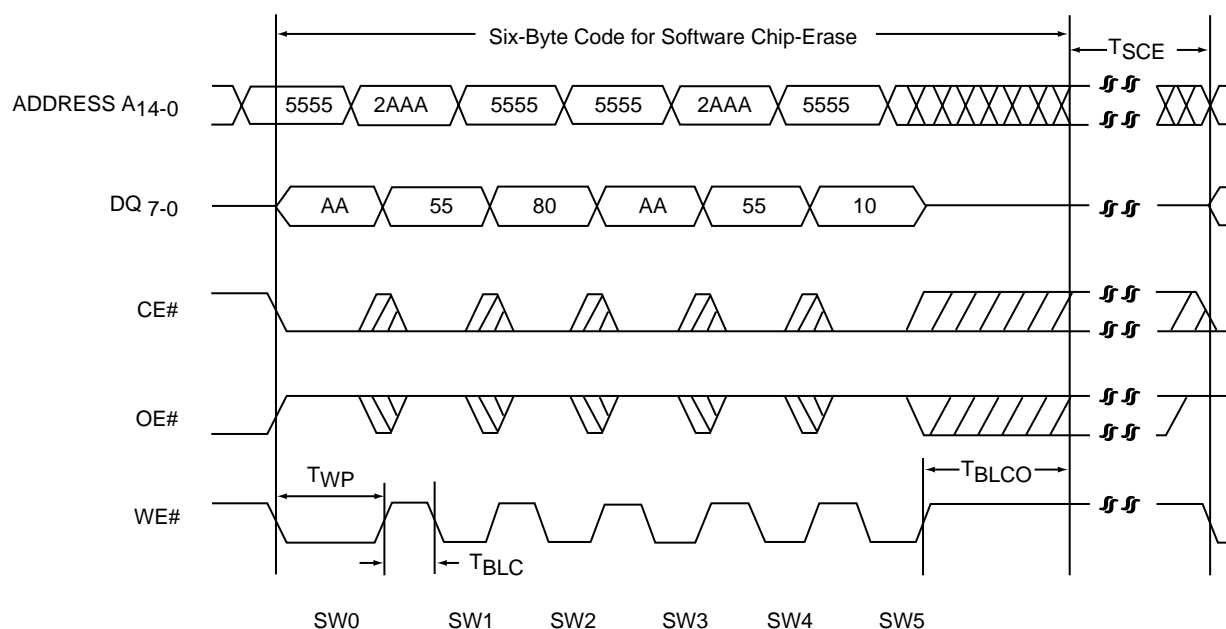 Six-Byte Code for Software Chip-Erase
TSCE
ADDRESS A14-0
5555 2AAA 5555 5555 2AAA 5555
DQ 7-0
AA 55 80 AA 55 10
CE#
OE#
TWP
TBLCO
WE#
TBLC
SW0 SW1 SW2 SW3 SW4 SW5